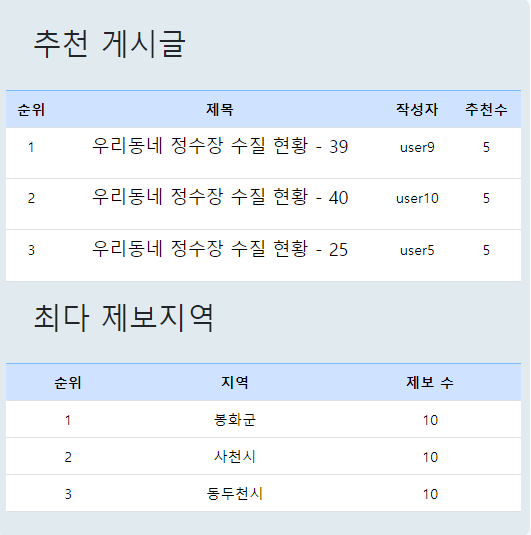 추천 게시글
순위 제목 작성자 추천수
1 우리동네 정수장 수질 현황 - 39 user9 5
2 우리동네 정수장 수질 현황 - 40 user10 5
3 우리동네 정수장 수질 현황 - 25 user5 5
최다 제보지역
순위 지역 제보 수
1 봉화군 10
2 사천시 10
3 동두천시 10